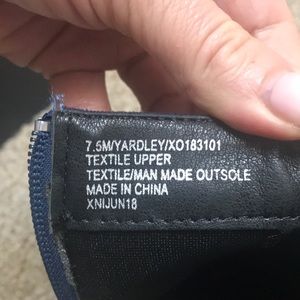 7.5M/YARDLEY/XO183101
TEXTILE UPPER
TEXTILE/MAN MADE OUTSOLE
MADE IN CHINA
XNIJUN18